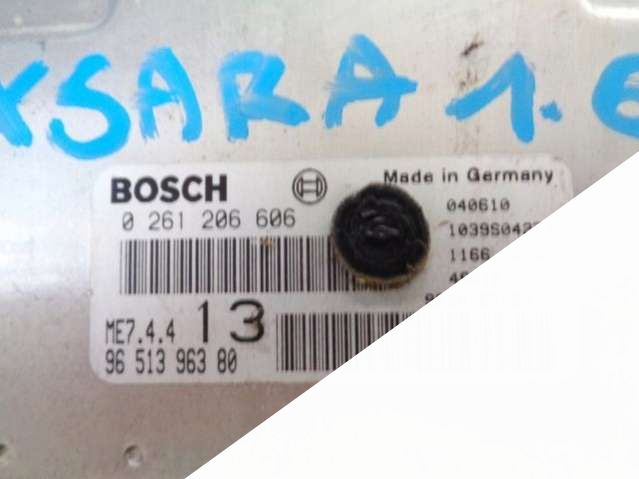 XSARA 1.6
BOSCH
Made in Germany
0 261 206 606
040610
1166
ME7.4.4 13
96 513 963 80